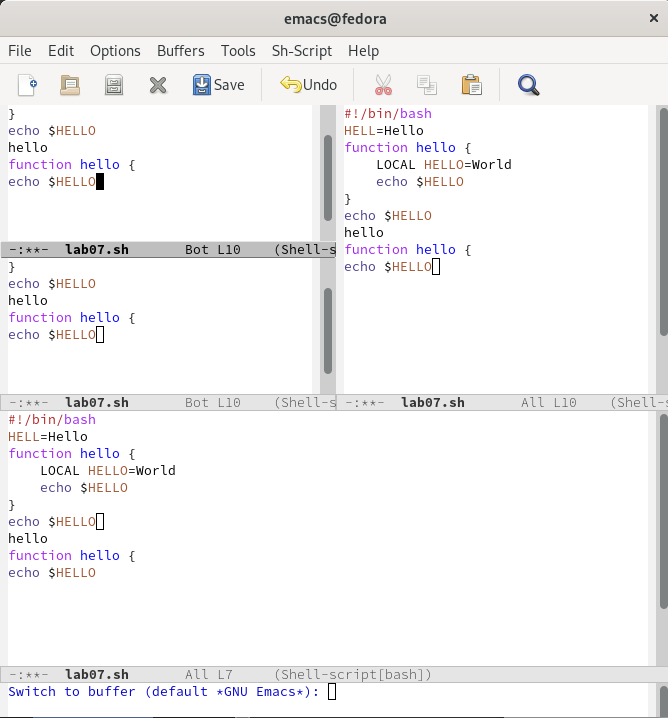 emacs@fedora
×
File Edit Options Buffers Tools Sh-Script Help
Save Undo
}
echo $HELLO
hello
function hello {
echo $HELLO
-:**- lab07.sh Bot L10 (Shell-s
}
echo $HELLO
hello
function hello {
echo $HELLO
-:**- lab07.sh Bot L10 (Shell-s
#!/bin/bash
HELL=Hello
function hello {
    LOCAL HELLO=World
    echo $HELLO
}
echo $HELLO
hello
function hello {
echo $HELLO
-:**- lab07.sh All L10 (Shell-s
#!/bin/bash
HELL=Hello
function hello {
    LOCAL HELLO=World
    echo $HELLO
}
echo $HELLO
hello
function hello {
echo $HELLO
-:**- lab07.sh All L7 (Shell-script[bash])
Switch to buffer (default *GNU Emacs*):